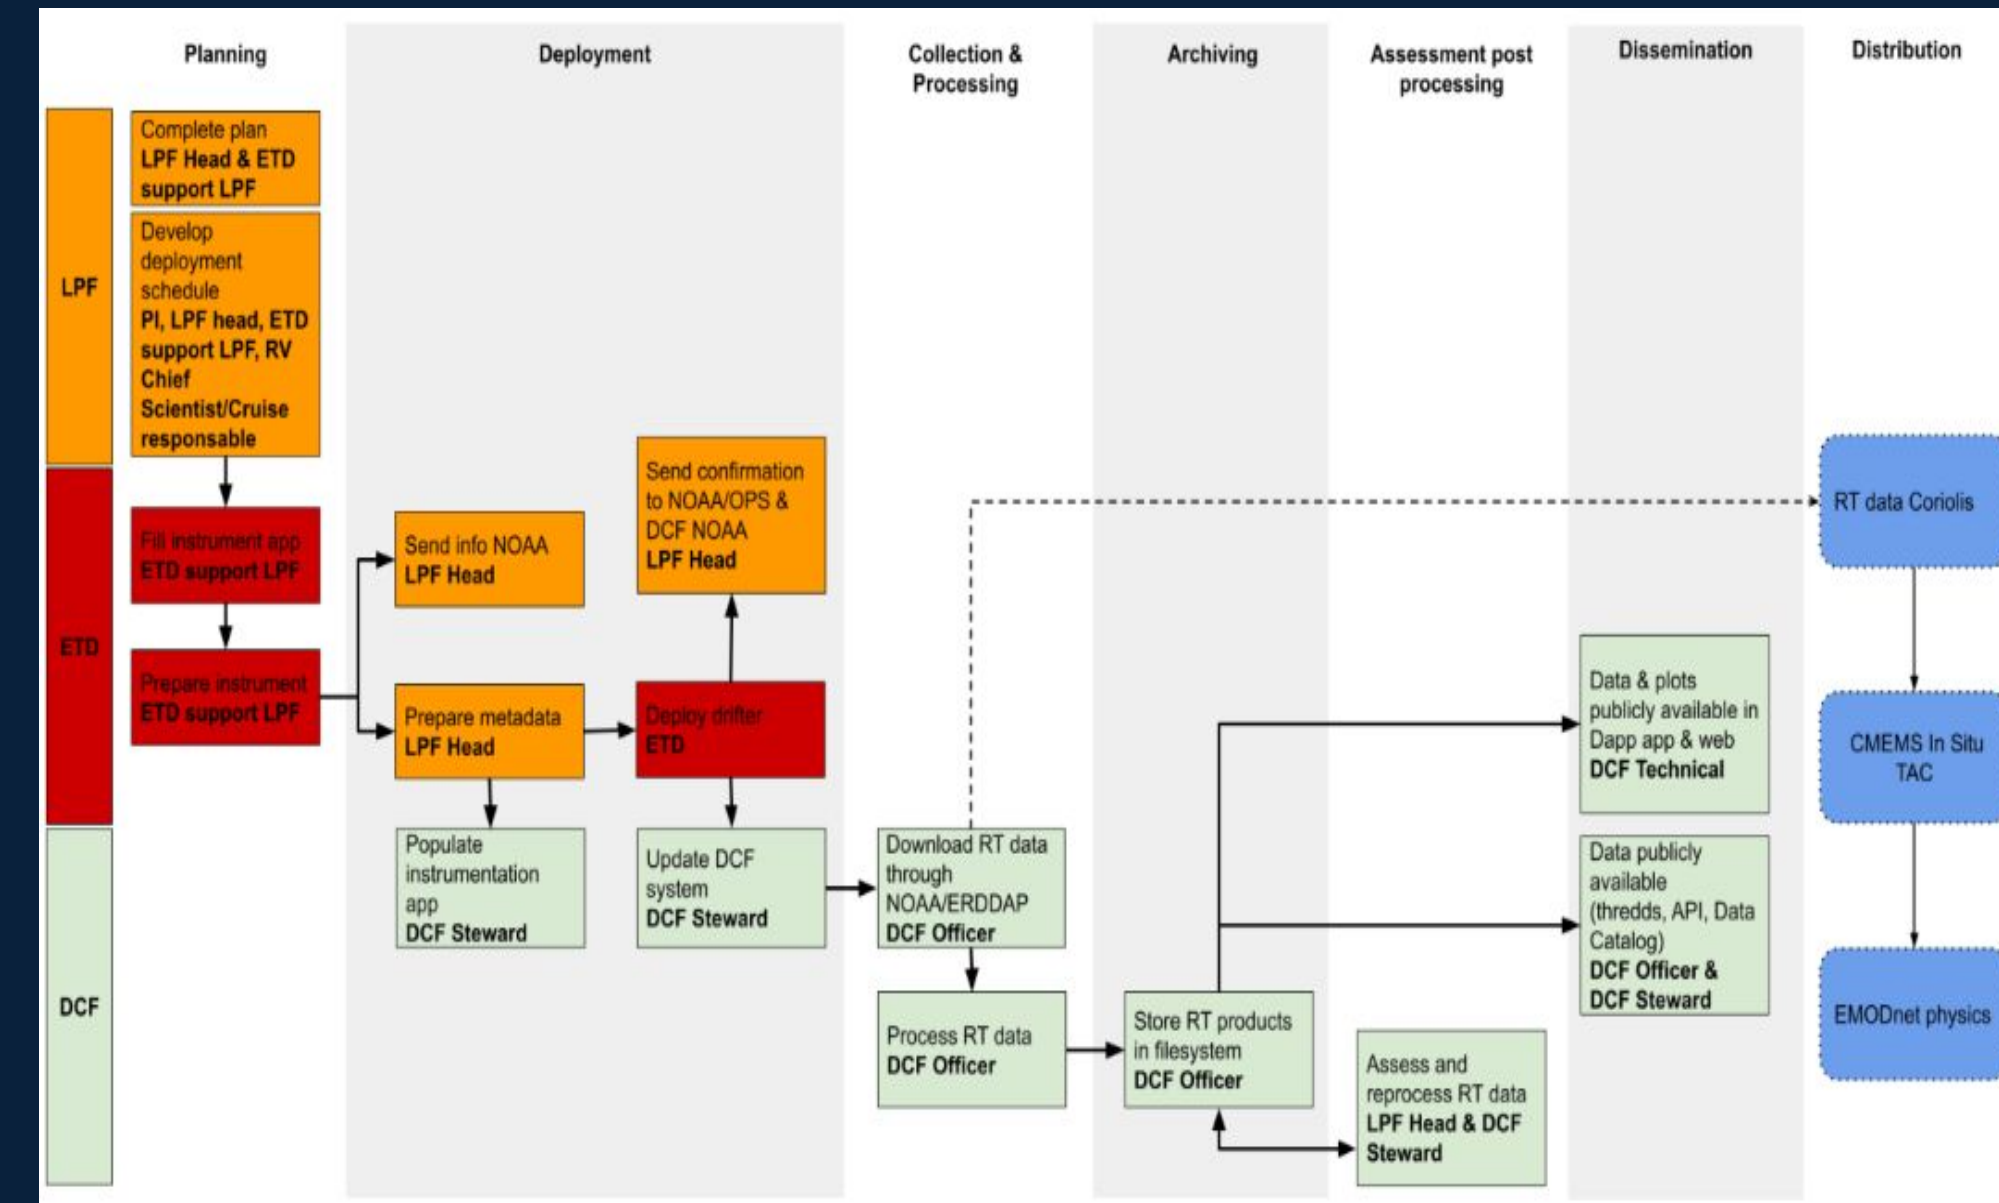 Planning
Deployment
Collection &
Processing
Archiving
Assessment post
processing
Dissemination
Distribution
LPF
Complete plan
LPF Head & ETD
support LPF
Develop
deployment
schedule
PI, LPF head, ETD
support LPF, RV
Chief
Scientist/Cruise
responsable
ETD
Fill instrument app
ETD support LPF
Prepare instrument
ETD support LPF
Send info NOAA
LPF Head
Send confirmation
to NOAA/OPS &
DCF NOAA
LPF Head
Prepare metadata
LPF Head
Deploy drifter
ETD
DCF
Populate
instrumentation
app
DCF Steward
Update DCF
system
DCF Steward
Download RT data
through
NOAA/ERDDAP
DCF Officer
Process RT data
DCF Officer
Store RT products
in filesystem
DCF Officer
Assess and
reprocess RT data
LPF Head & DCF
Steward
Data & plots
publicly available in
Dapp app & web
DCF Technical
Data publicly
available
(thredds, API, Data
Catalog)
DCF Officer &
DCF Steward
RT data Coriolis
CMEMS In Situ
TAC
EMODnet physics